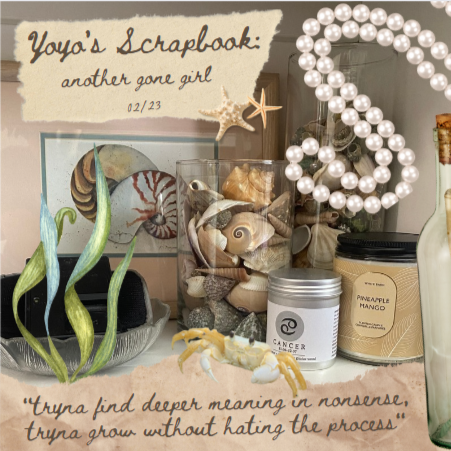 Yoyo's Scrapbook:
another gone girl
02/23
CANCER
PINEAPPLE
MANGO
"tryna find deeper meaning in nonsense,
tryna grow without hating the process"